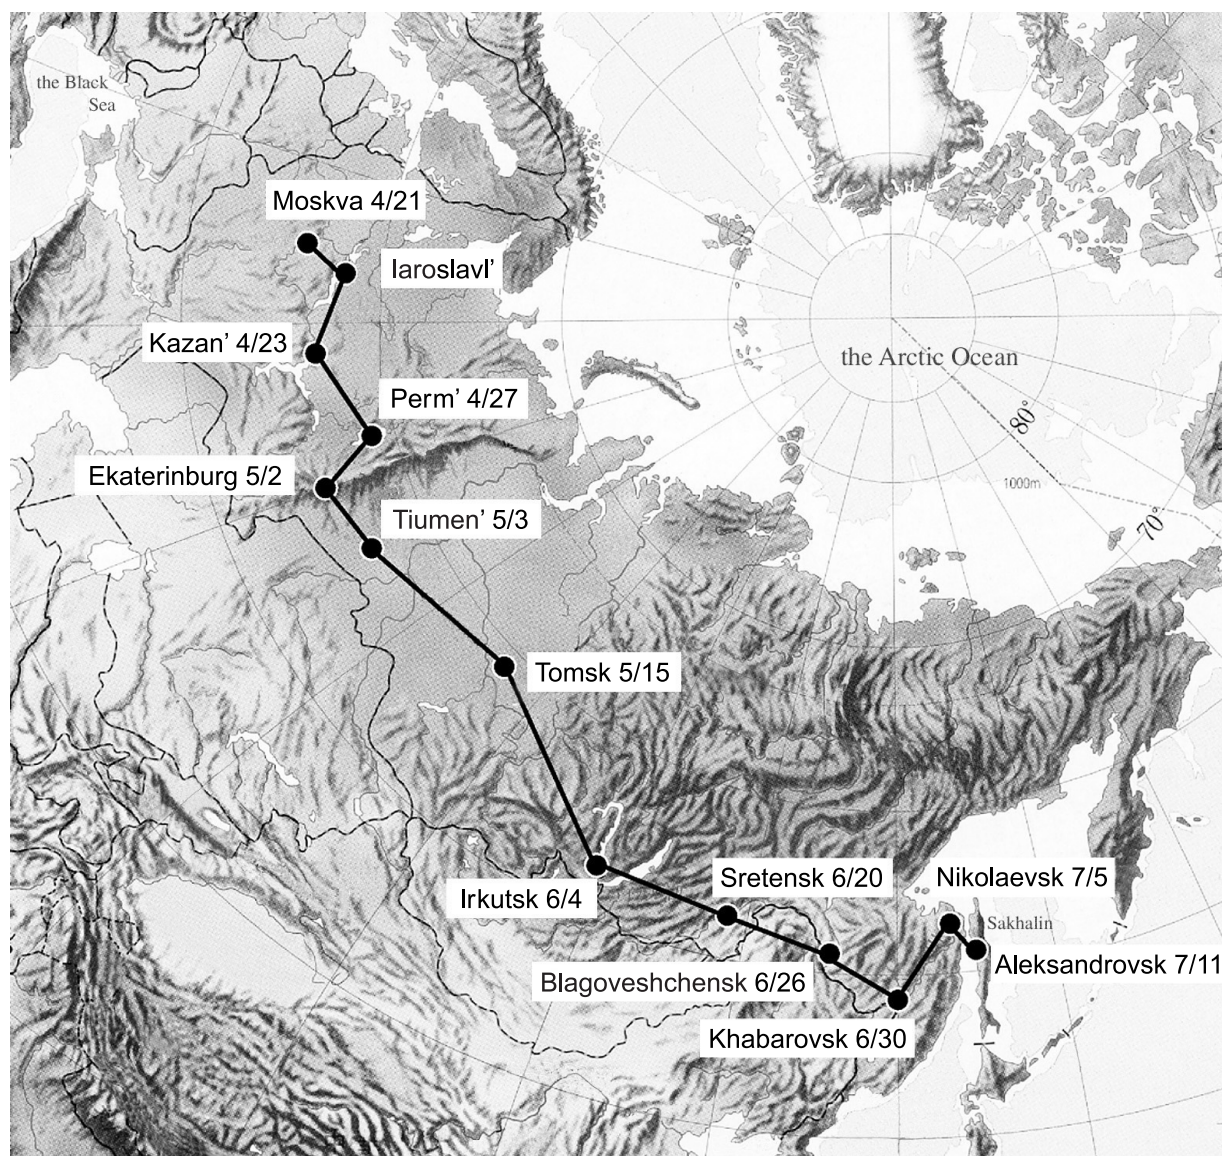 the Black
Sea
Moskva 4/21
Iaroslavl’
Kazan’ 4/23
the Arctic Ocean
Perm’ 4/27
80°
Ekaterinburg 5/2
1000m
Tiumen’ 5/3
70°
Tomsk 5/15
Sretensk 6/20
Nikolaevsk 7/5
Irkutsk 6/4
Sakhalin
Aleksandrovsk 7/11
Blagoveshchensk 6/26
Khabarovsk 6/30